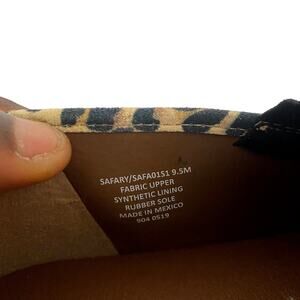 SAFARY/SAFA01S1 9.5M
FABRIC UPPER
SYNTHETIC LINING
RUBBER SOLE
MADE IN MEXICO
904 0519